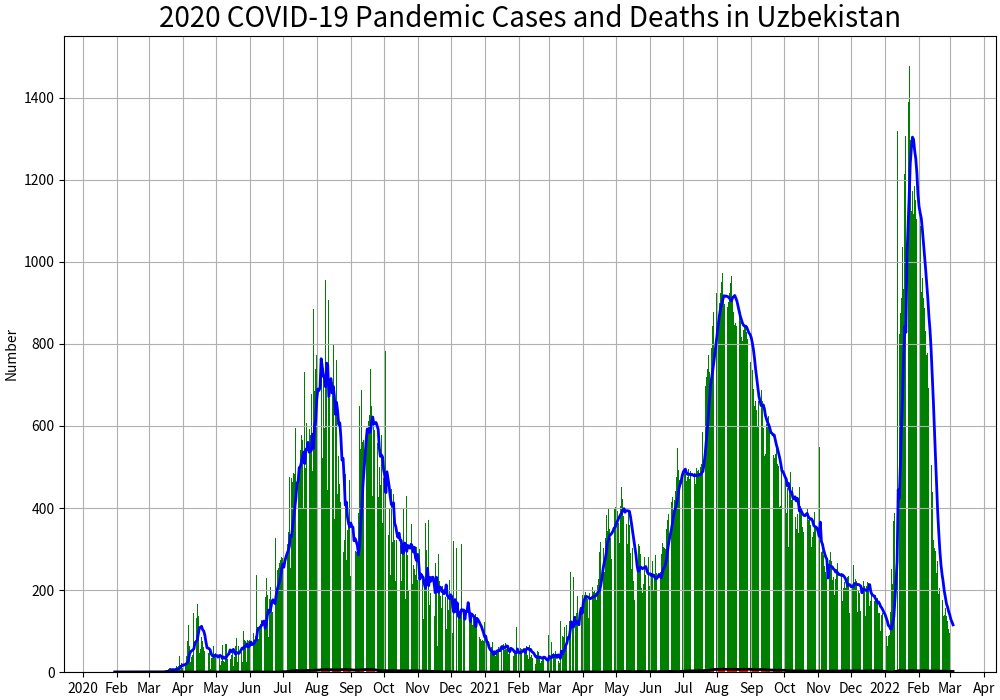 2020 COVID-19 Pandemic Cases and Deaths in Uzbekistan
Number
1400
1200
1000
800
600
400
200
0
2020 Feb Mar Apr May Jun Jul Aug Sep Oct Nov Dec 2021 Feb Mar Apr May Jun Jul Aug Sep Oct Nov Dec 2022 Feb Mar Apr